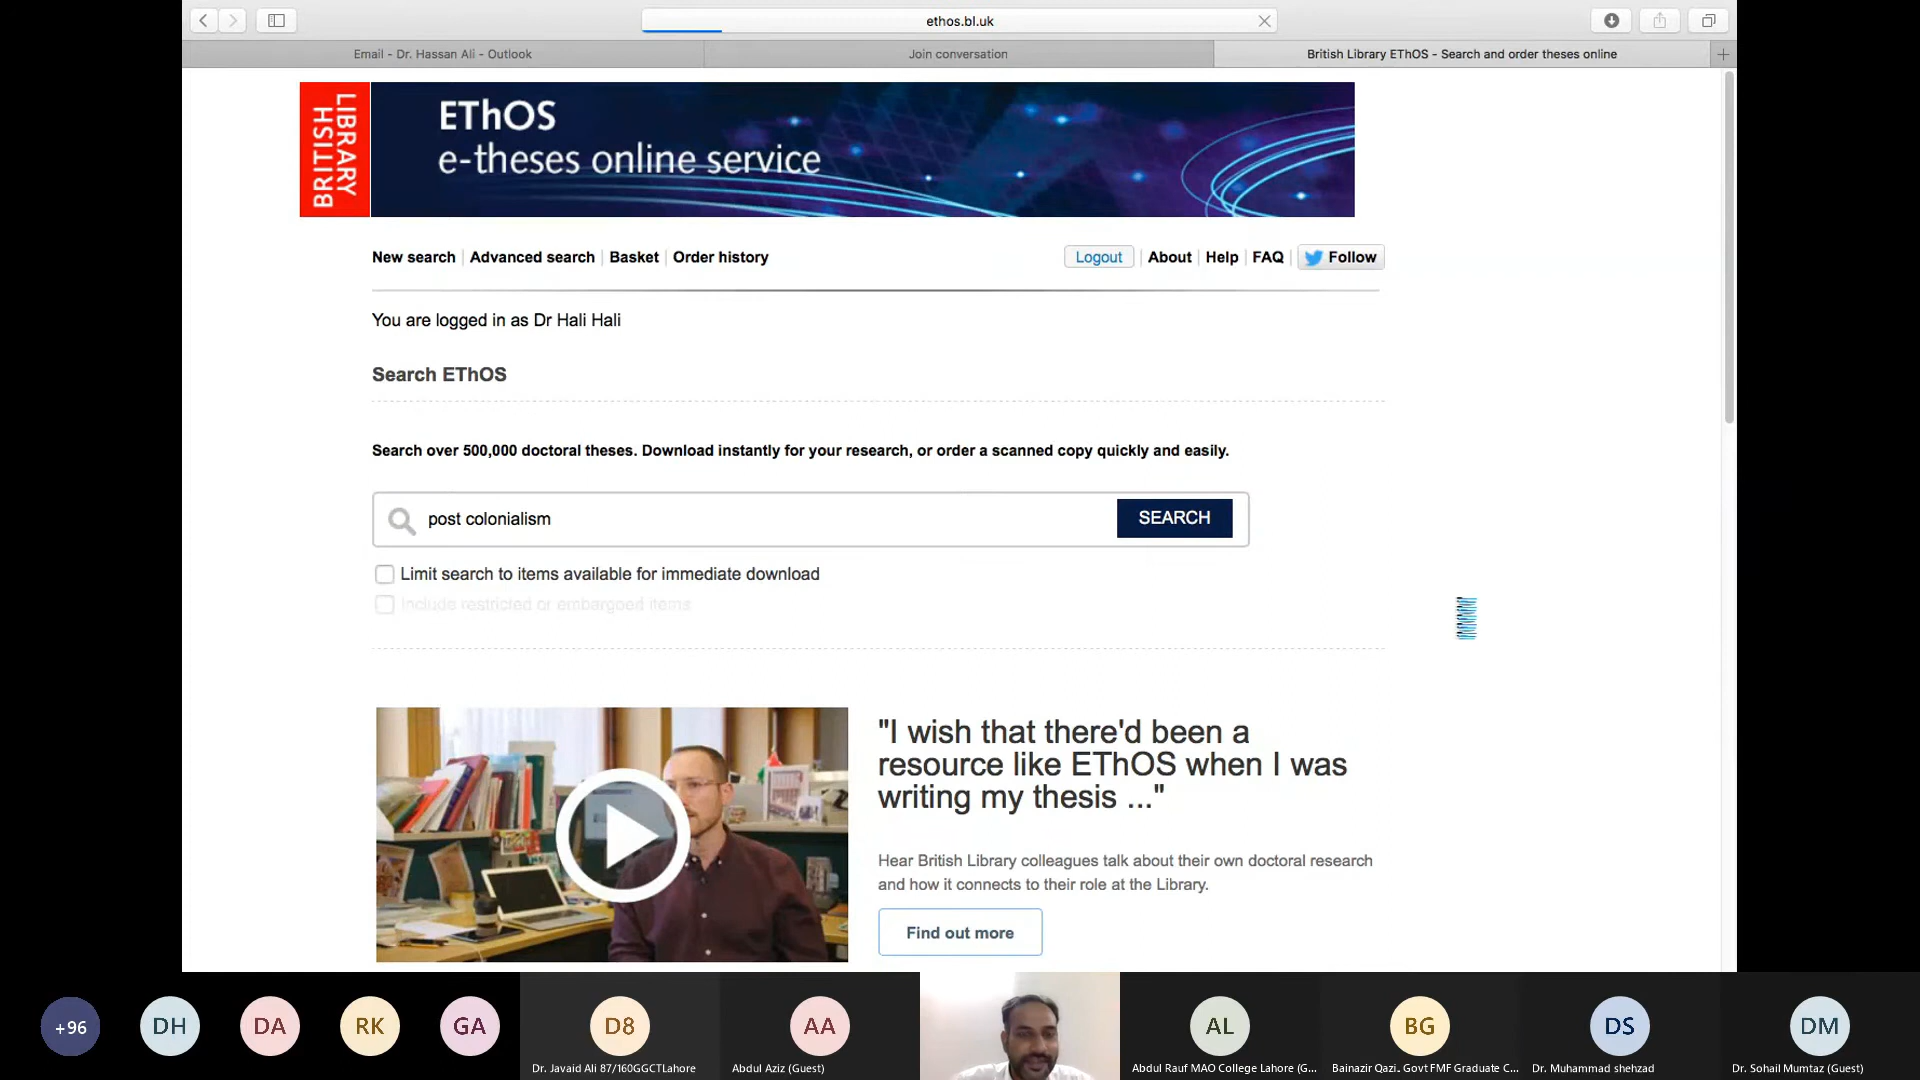 ethos.bl.uk
Email - Dr. Hassan Ali - Outlook
Join conversation
British Library EThOS - Search and order theses online
BRITISH
LIBRARY
EThOS
e-theses online service
New search
Advanced search
Basket
Order history
Logout
About
Help
FAQ
Follow
You are logged in as Dr Hali Hali
Search EThOS
Search over 500,000 doctoral theses. Download instantly for your research, or order a scanned copy quickly and easily.
post colonialism
SEARCH
Limit search to items available for immediate download
Include restricted or embargoed items
"I wish that there'd been a
resource like EThOS when I was
writing my thesis ..."
Hear British Library colleagues talk about their own doctoral research
and how it connects to their role at the Library.
Find out more
+96
DH
DA
RK
GA
D8
AA
AL
BG
DS
DM
Dr. Javaid Ali 87/160GGCTLahore
Abdul Aziz (Guest)
Abdul Rauf MAO College Lahore (G...
Bainazir Qazi. Govt FMF Graduate C...
Dr. Muhammad shehzad
Dr. Sohail Mumtaz (Guest)